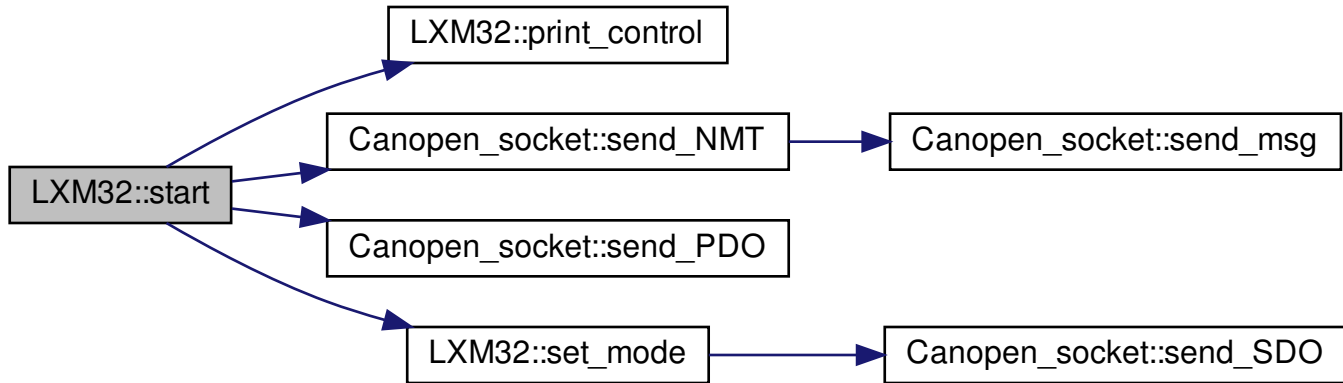 LXM32::print_control
Canopen_socket::send_NMT
Canopen_socket::send_msg
LXM32::start
Canopen_socket::send_PDO
LXM32::set_mode
Canopen_socket::send_SDO